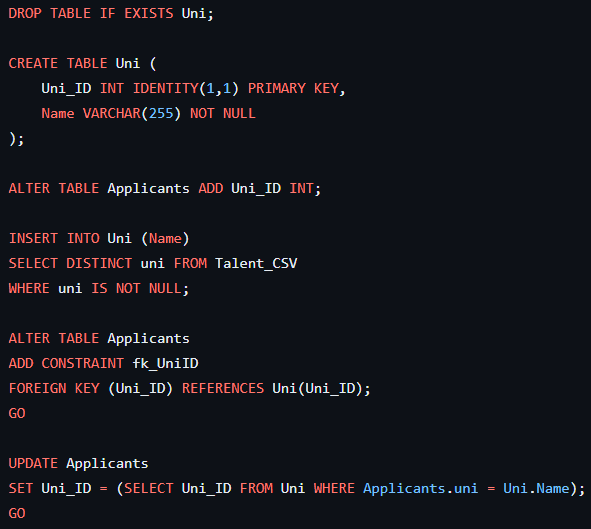 DROP TABLE IF EXISTS Uni;
CREATE TABLE Uni (
    Uni_ID INT IDENTITY(1,1) PRIMARY KEY,
    Name VARCHAR(255) NOT NULL
);
ALTER TABLE Applicants ADD Uni_ID INT;
INSERT INTO Uni (Name)
SELECT DISTINCT uni FROM Talent_CSV
WHERE uni IS NOT NULL;
ALTER TABLE Applicants
ADD CONSTRAINT fk_UniID
FOREIGN KEY (Uni_ID) REFERENCES Uni(Uni_ID);
GO
UPDATE Applicants
SET Uni_ID = (SELECT Uni_ID FROM Uni WHERE Applicants.uni = Uni.Name);
GO